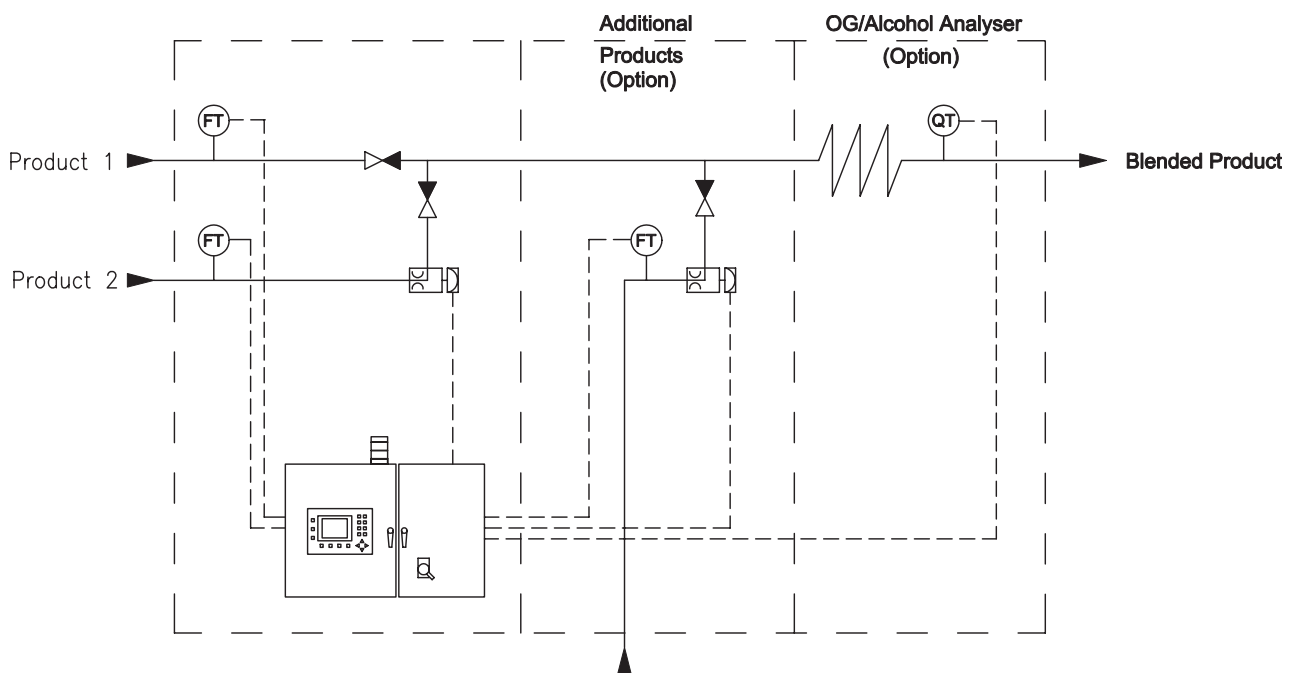 Additional
Products
(Option)
OG/Alcohol Analyser
(Option)
FT
QT
Product 1
Blended Product
FT
FT
Product 2